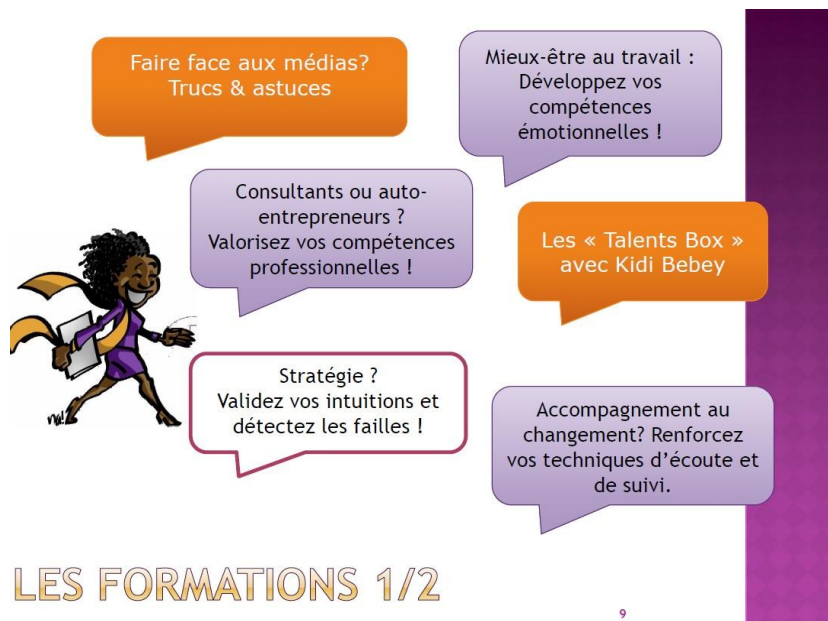 Faire face aux médias?
Trucs & astuces
Mieux-être au travail :
Développez vos
compétences
émotionnelles !
Consultants ou auto-
entrepreneurs ?
Valorisez vos compétences
professionnelles !
Les « Talents Box »
avec Kidi Bebey
Stratégie ?
Validez vos intuitions et
détectez les failles !
Accompagnement au
changement? Renforcez
vos techniques d’écoute et
de suivi.
LES FORMATIONS 1/2
9